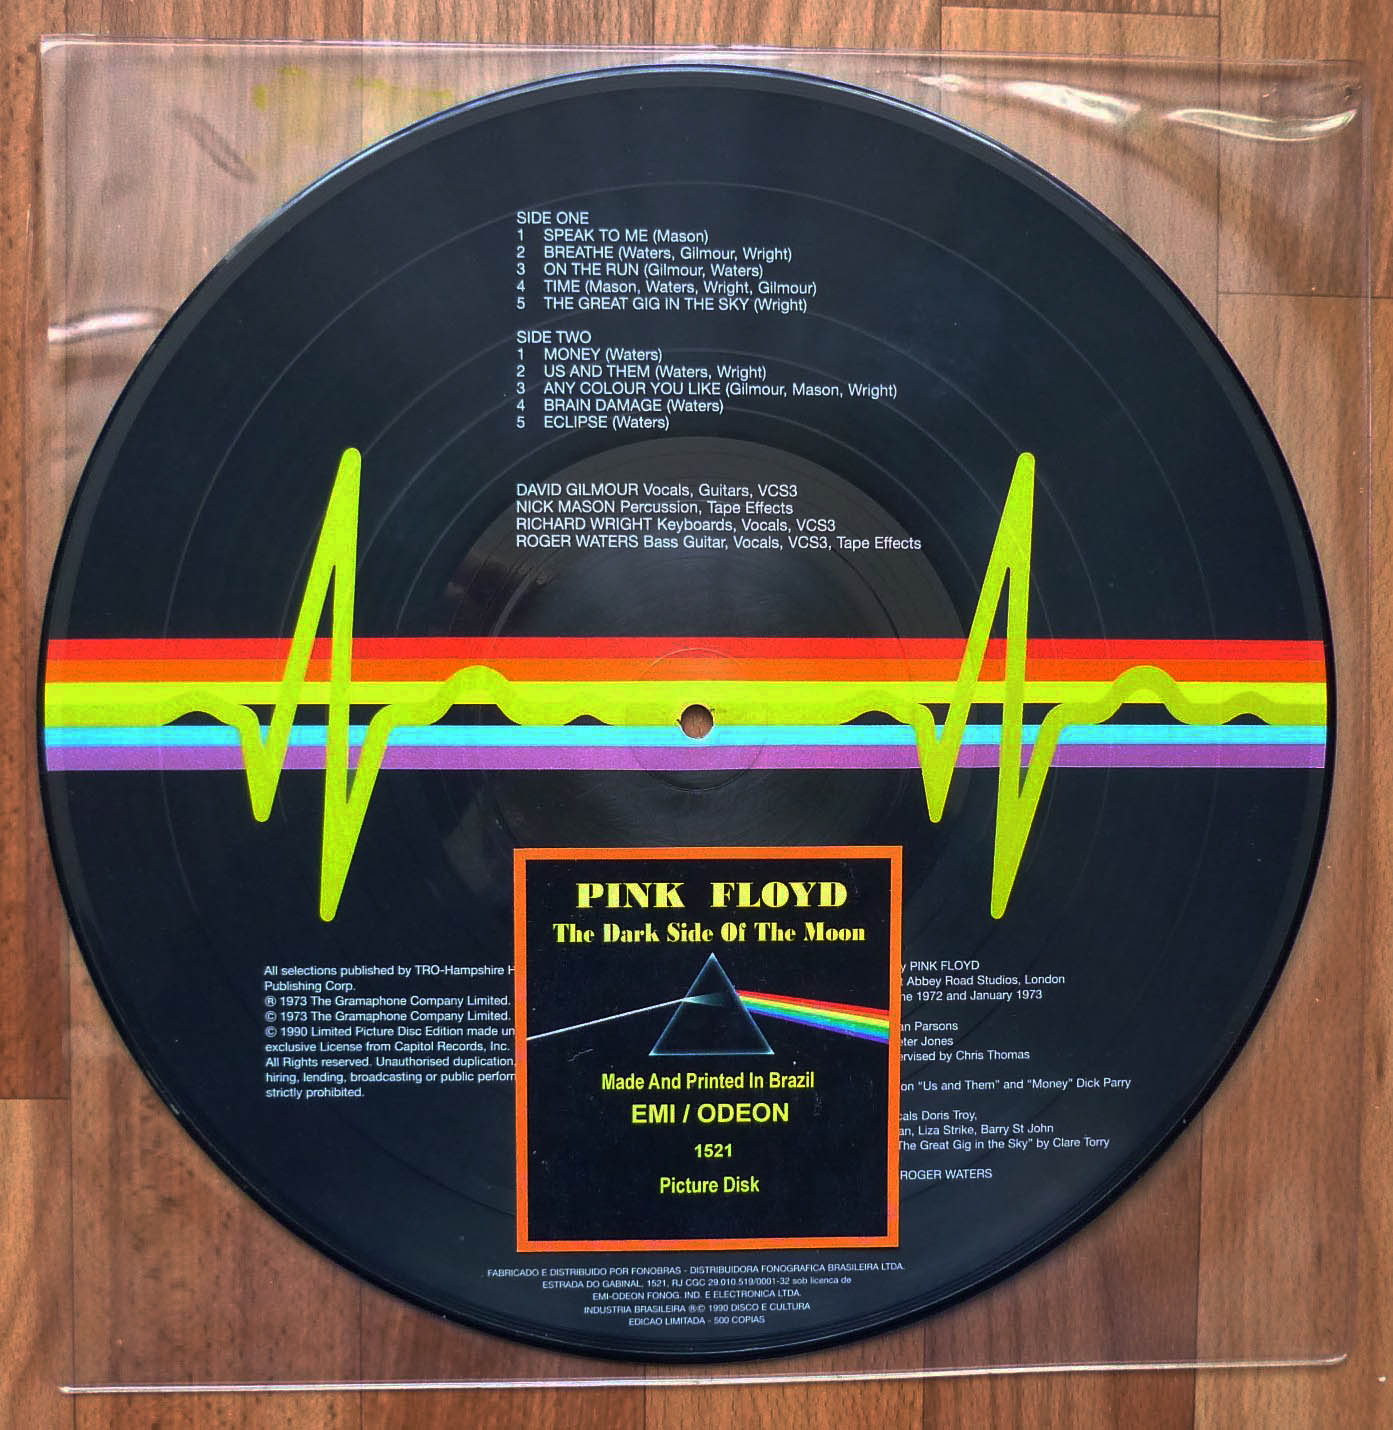 SIDE ONE
1 SPEAK TO ME (Mason)
2 BREATHE (Waters, Gilmour, Wright)
3 ON THE RUN (Gilmour, Waters)
4 TIME (Mason, Waters, Wright, Gilmour)
5 THE GREAT GIG IN THE SKY (Wright)
SIDE TWO
1 MONEY (Waters)
2 US AND THEM (Waters, Wright)
3 ANY COLOUR YOU LIKE (Gilmour, Mason, Wright)
4 BRAIN DAMAGE (Waters)
5 ECLIPSE (Waters)
DAVID GILMOUR Vocals, Guitars, VCS3
NICK MASON Percussion, Tape Effects
RICHARD WRIGHT Keyboards, Vocals, VCS3
ROGER WATERS Bass Guitar, Vocals, VCS3, Tape Effects
All selections published by TRO-Hampshire H
Publishing Corp.
℗ 1973 The Gramaphone Company Limited.
© 1973 The Gramaphone Company Limited.
© 1990 Limited Picture Disc Edition made un
exclusive License from Capitol Records, Inc.
All Rights reserved. Unauthorised duplication,
hiring, lending, broadcasting or public perform
strictly prohibited.
PINK FLOYD
The Dark Side Of The Moon
Made And Printed In Brazil
EMI / ODEON
1521
Picture Disk
y PINK FLOYD
t Abbey Road Studios, London
ne 1972 and January 1973
an Parsons
eter Jones
ervised by Chris Thomas
on “Us and Them” and “Money” Dick Parry
cals Doris Troy,
an, Liza Strike, Barry St John
The Great Gig in the Sky” by Clare Torry
ROGER WATERS
FABRICADO E DISTRIBUIDO POR FONOBRAS - DISTRIBUIDORA FONOGRAFICA BRASILEIRA LTDA.
ESTRADA DO GABINAL, 1521, RJ CGC 29.010.519/0001-32 sob licenca de
EMI-ODEON FONOG. IND. E ELECTRONICA LTDA.
INDUSTRIA BRASILEIRA ®© 1990 DISCO E CULTURA
EDICAO LIMITADA - 500 COPIAS